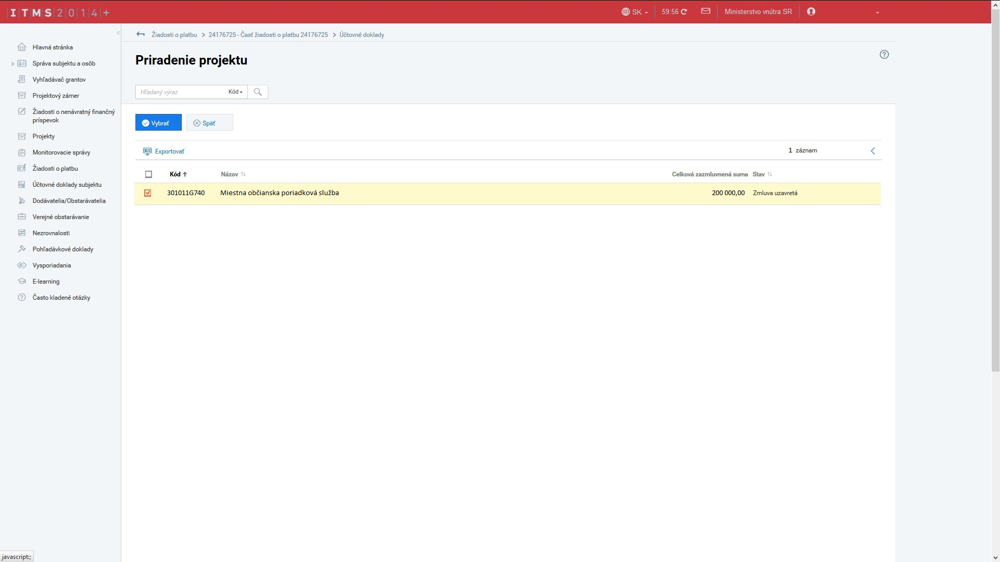 ITMS2014+
SK
59:56
Ministerstvo vnútra SR
Žiadosti o platbu > 24176725 - Časť žiadosti o platbu 24176725 > Účtovné doklady
Priradenie projektu
Hľadaný výraz
Kód
Vybrať
Späť
XLS Exportovať
1 záznam
Kód
Názov
Celková zazmluvnená suma
Stav
301011G740
Miestna občianska poriadková služba
200 000,00
Zmluva uzavretá
Hlavná stránka
Správa subjektu a osôb
Vyhľadávač grantov
Projektový zámer
Žiadosti o nenávratný finančný
príspevok
Projekty
Monitorovacie správy
Žiadosti o platbu
Účtovné doklady subjektu
Dodávatelia/Obstarávatelia
Verejné obstarávanie
Nezrovnalosti
Pohľadávkové doklady
Vysporiadania
E-learning
Často kladené otázky
javascript:;